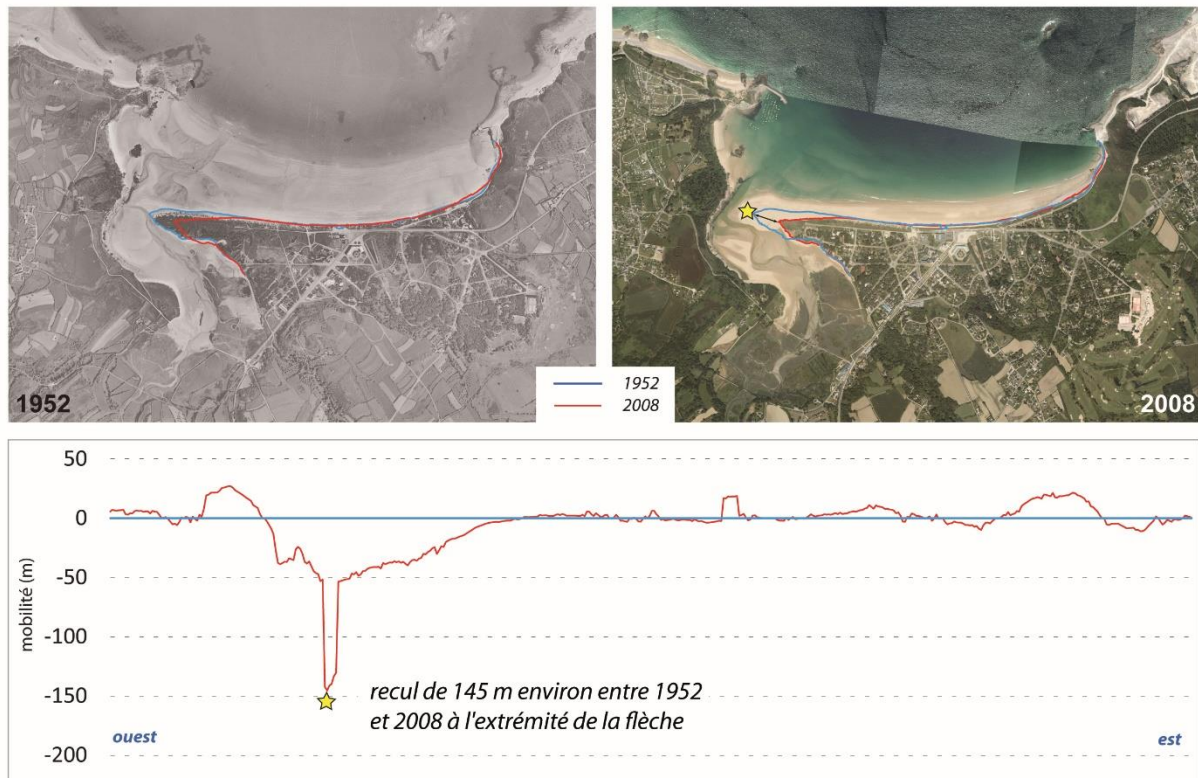 1952
1952
2008
2008
50
0
-50
-100
-150
-200
mobilité (m)
recul de 145 m environ entre 1952
et 2008 à l'extrémité de la flèche
ouest
est